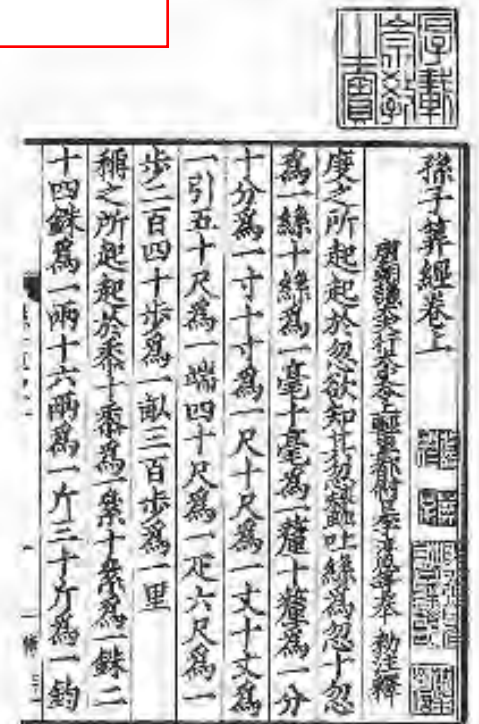 孫子筭經卷上
唐朝議大夫行太史令上輕車都尉臣李淳風等奉 勑注釋
度之所起起於忽欲知其忽蠶吐絲為忽十忽
為一絲十絲為一毫十毫為一釐十釐為一分
十分為一寸十寸為一尺十尺為一丈十丈為
一引五十尺為一端四十尺為一疋六尺為一
步二百四十步為一畝三百步為一里
稱之所起起於黍十黍為一絫十絫為一銖二
十四銖為一兩十六兩為一斤三十斤為一鈞